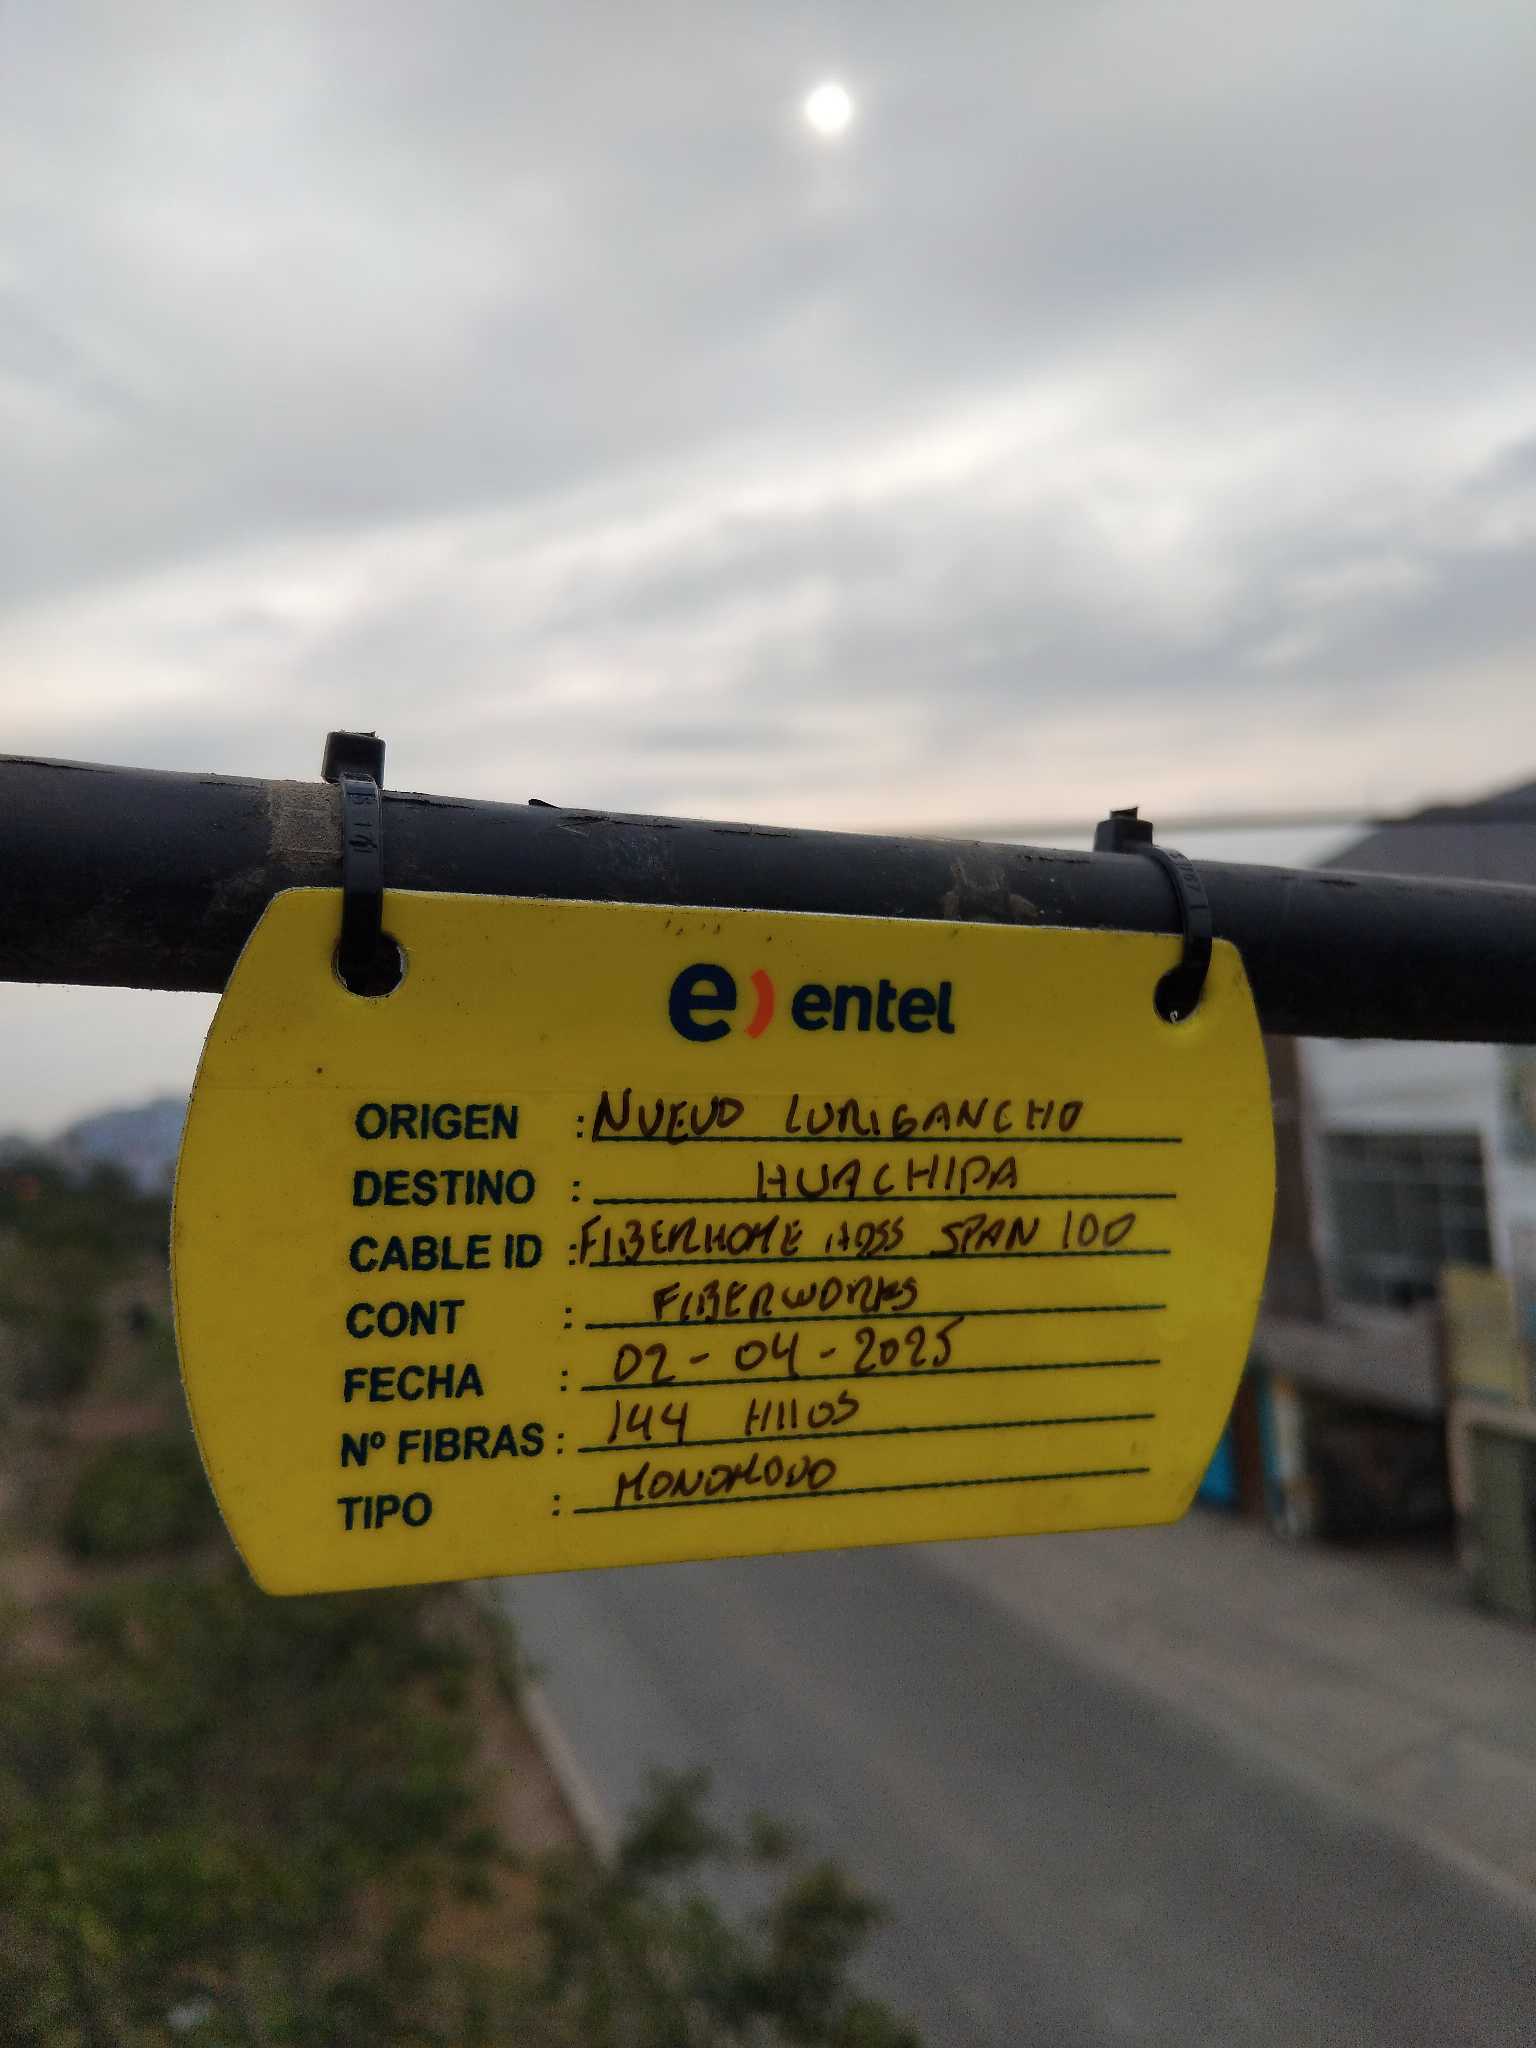 e) entel
ORIGEN : NUEVO LURIGANCHO
DESTINO : HUACHIPA
CABLE ID : FIBERHOME ADSS SPAN 100
CONT : FIBERWORKS
FECHA : 02-04-2025
Nº FIBRAS : 144 HILOS
TIPO : MONOMODO